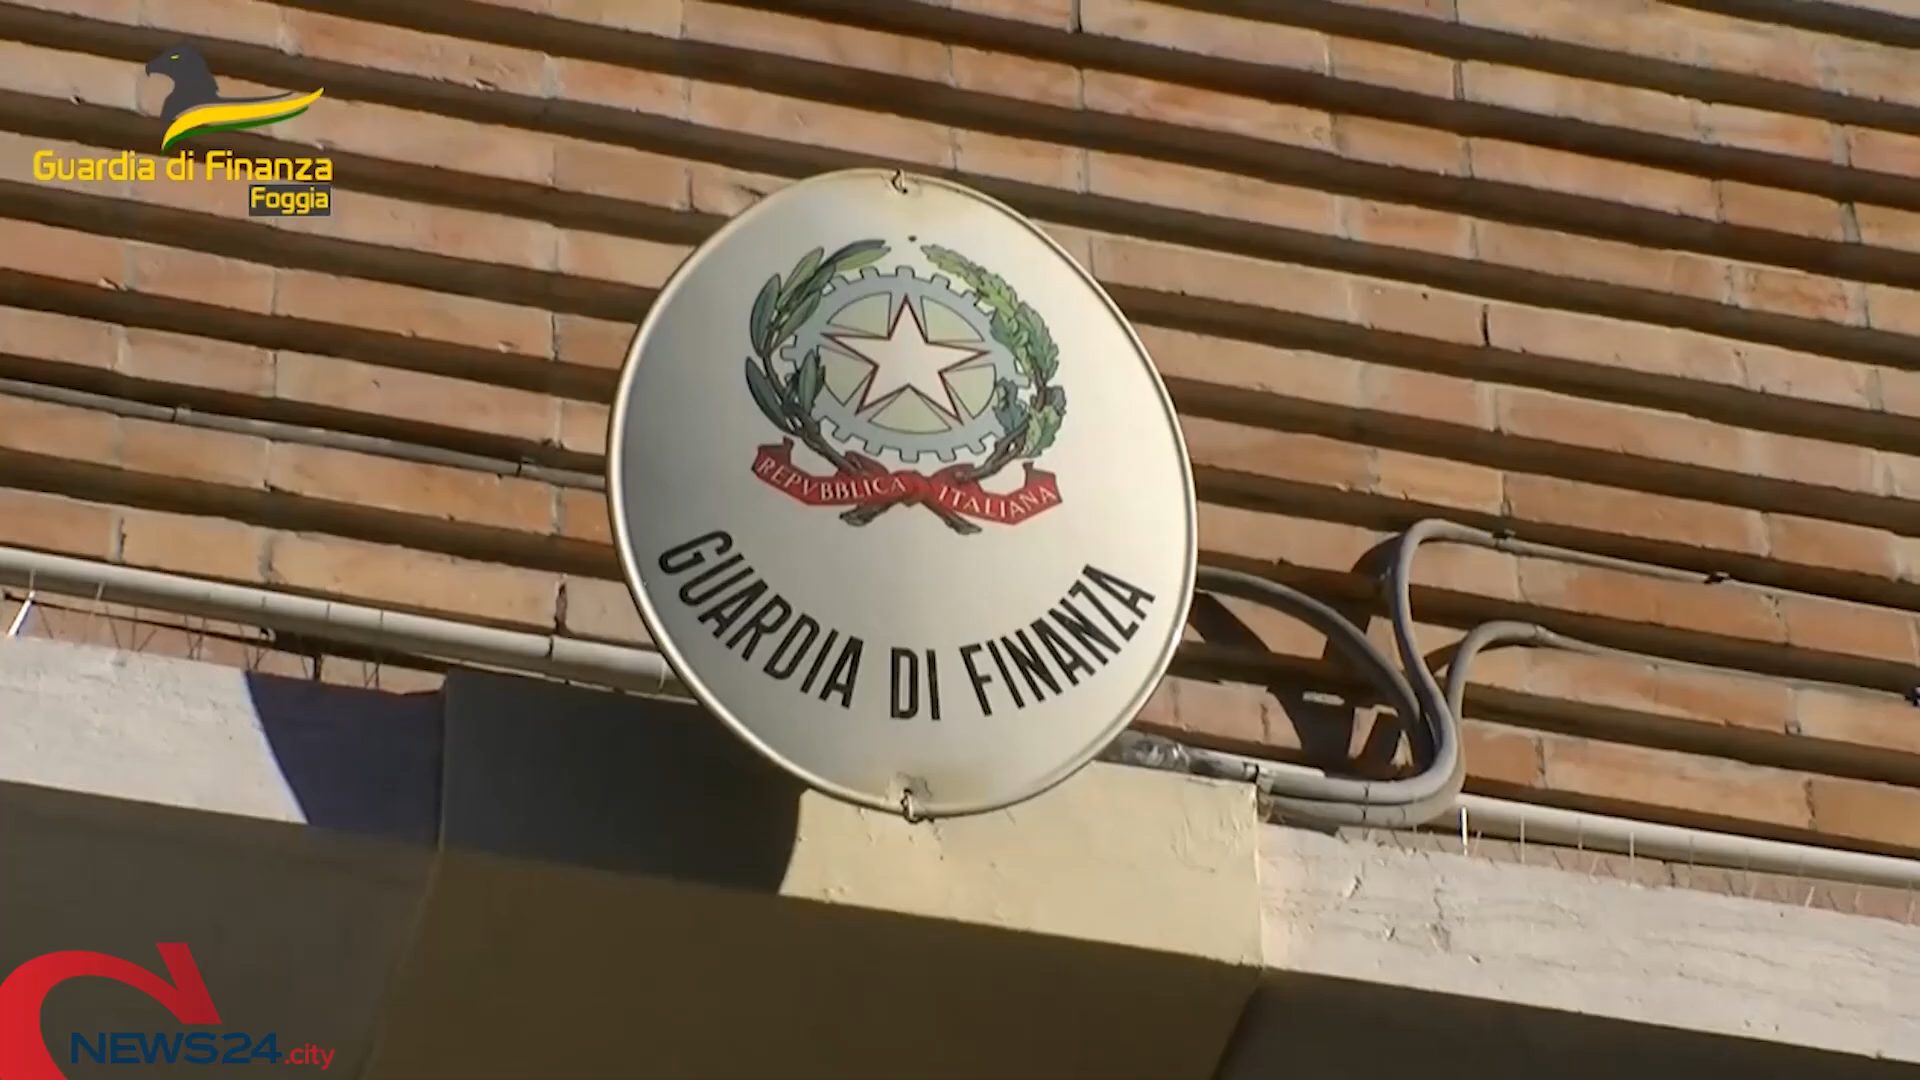 Guardia di Finanza
Foggia
REPVBBLICA ITALIANA
GUARDIA DI FINANZA
NEWS24.city